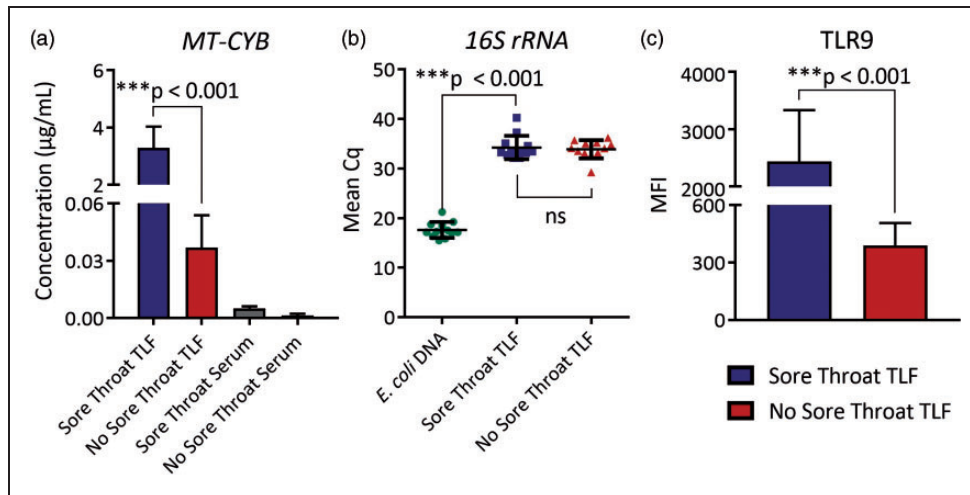 (a) MT-CYB
Concentration (µg/mL)
6
4
2
0.06
0.03
0.00
***p < 0.001
Sore Throat TLF
No Sore Throat TLF
Sore Throat Serum
No Sore Throat Serum
(b) 16S rRNA
Mean Cq
50
40
30
20
10
0
***p < 0.001
ns
E. coli DNA
Sore Throat TLF
No Sore Throat TLF
(c) TLR9
MFI
4000
3000
2000
600
300
0
***p < 0.001
Sore Throat TLF
No Sore Throat TLF